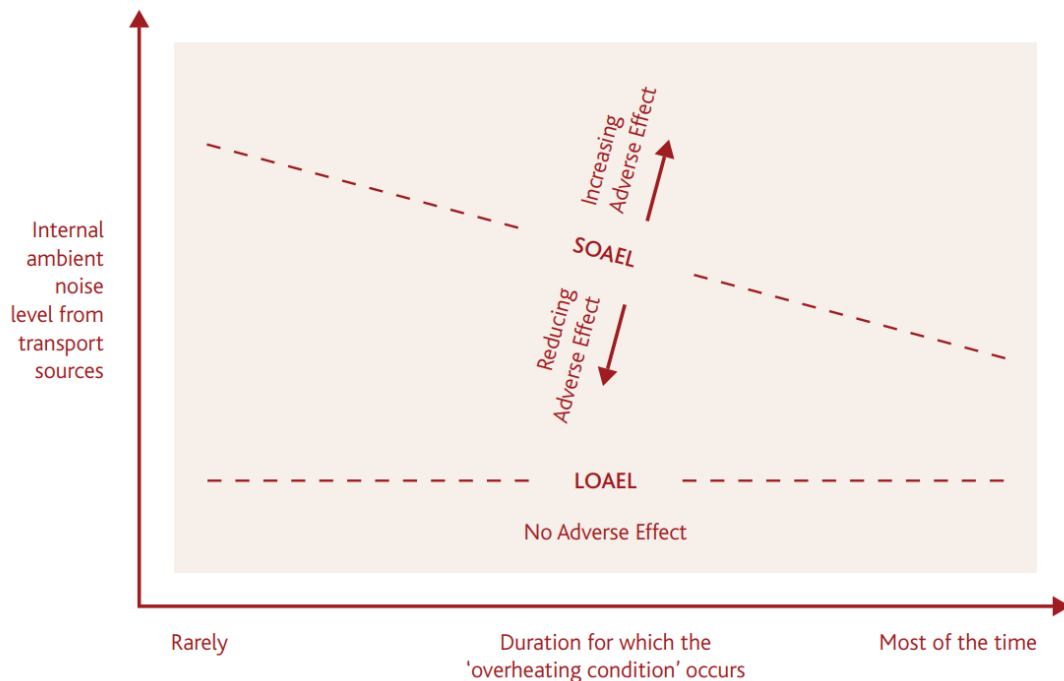 Increasing
Adverse Effect
SOAEL
Reducing
Adverse Effect
Internal
ambient
noise
level from
transport
sources
LOAEL
No Adverse Effect
Rarely
Duration for which the
‘overheating condition’ occurs
Most of the time